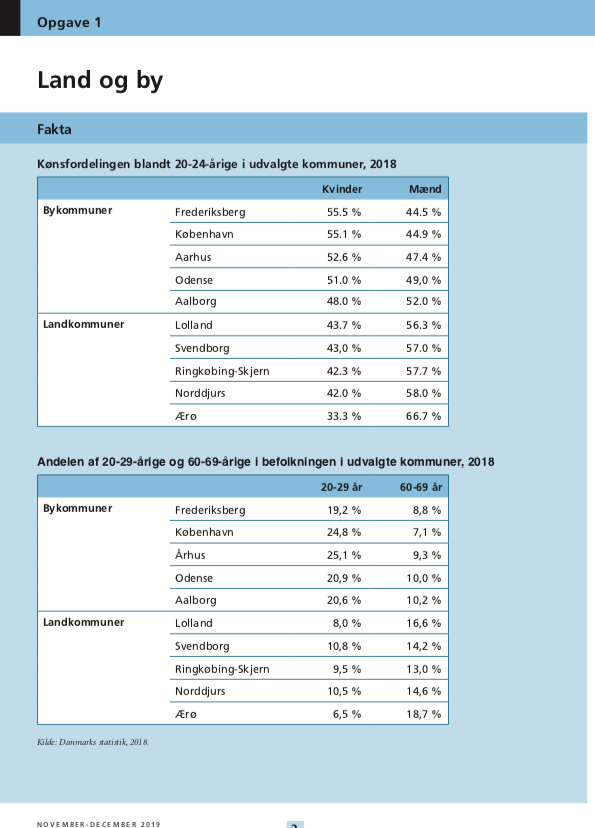 Opgave 1
Land og by
Fakta
Kønsfordelingen blandt 20-24-årige i udvalgte kommuner, 2018
Kvinder Mænd
Bykommuner Frederiksberg 55.5 % 44.5 %
København 55.1 % 44.9 %
Aarhus 52.6 % 47.4 %
Odense 51.0 % 49,0 %
Aalborg 48.0 % 52.0 %
Landkommuner Lolland 43.7 % 56.3 %
Svendborg 43,0 % 57.0 %
Ringkøbing-Skjern 42.3 % 57.7 %
Norddjurs 42.0 % 58.0 %
Ærø 33.3 % 66.7 %
Andelen af 20-29-årige og 60-69-årige i befolkningen i udvalgte kommuner, 2018
20-29 år 60-69 år
Bykommuner Frederiksberg 19,2 % 8,8 %
København 24,8 % 7,1 %
Århus 25,1 % 9,3 %
Odense 20,9 % 10,0 %
Aalborg 20,6 % 10,2 %
Landkommuner Lolland 8,0 % 16,6 %
Svendborg 10,8 % 14,2 %
Ringkøbing-Skjern 9,5 % 13,0 %
Norddjurs 10,5 % 14,6 %
Ærø 6,5 % 18,7 %
Kilde: Danmarks statistik, 2018.
NOVEMBER-DECEMBER 2019